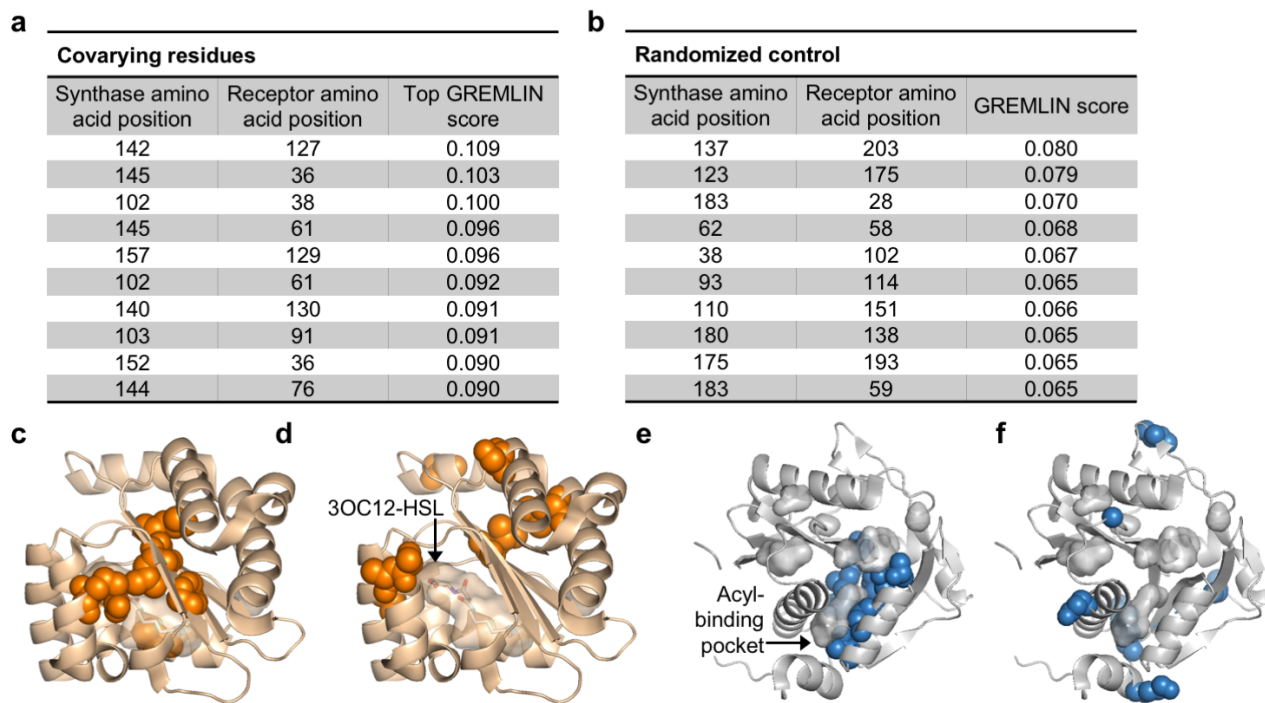 a
Covarying residues
Synthase amino acid position Receptor amino acid position Top GREMLIN score
142 127 0.109
145 36 0.103
102 38 0.100
145 61 0.096
157 129 0.096
102 61 0.092
140 130 0.091
103 91 0.091
152 36 0.090
144 76 0.090
b
Randomized control
Synthase amino acid position Receptor amino acid position GREMLIN score
137 203 0.080
123 175 0.079
183 28 0.070
62 58 0.068
38 102 0.067
93 114 0.065
110 151 0.066
180 138 0.065
175 193 0.065
183 59 0.065
c
d
3OC12-HSL
e
Acyl-
binding
pocket
f